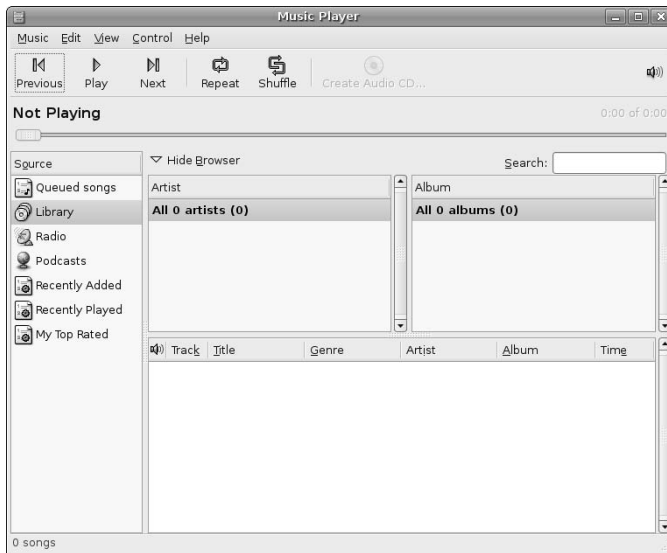 Music Player
Music Edit View Control Help
Previous Play Next Repeat Shuffle Create Audio CD...
Not Playing 0:00 of 0:00
Source
Queued songs
Library
Radio
Podcasts
Recently Added
Recently Played
My Top Rated
Hide Browser Search:
Artist Album
All 0 artists (0) All 0 albums (0)
Track Title Genre Artist Album Time
0 songs